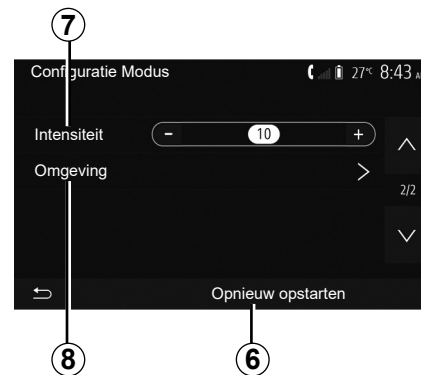 7
Configuratie Modus 27°C 8:43
Intensiteit - 10 +
Omgeving >
2/2
Opnieuw opstarten
8 6